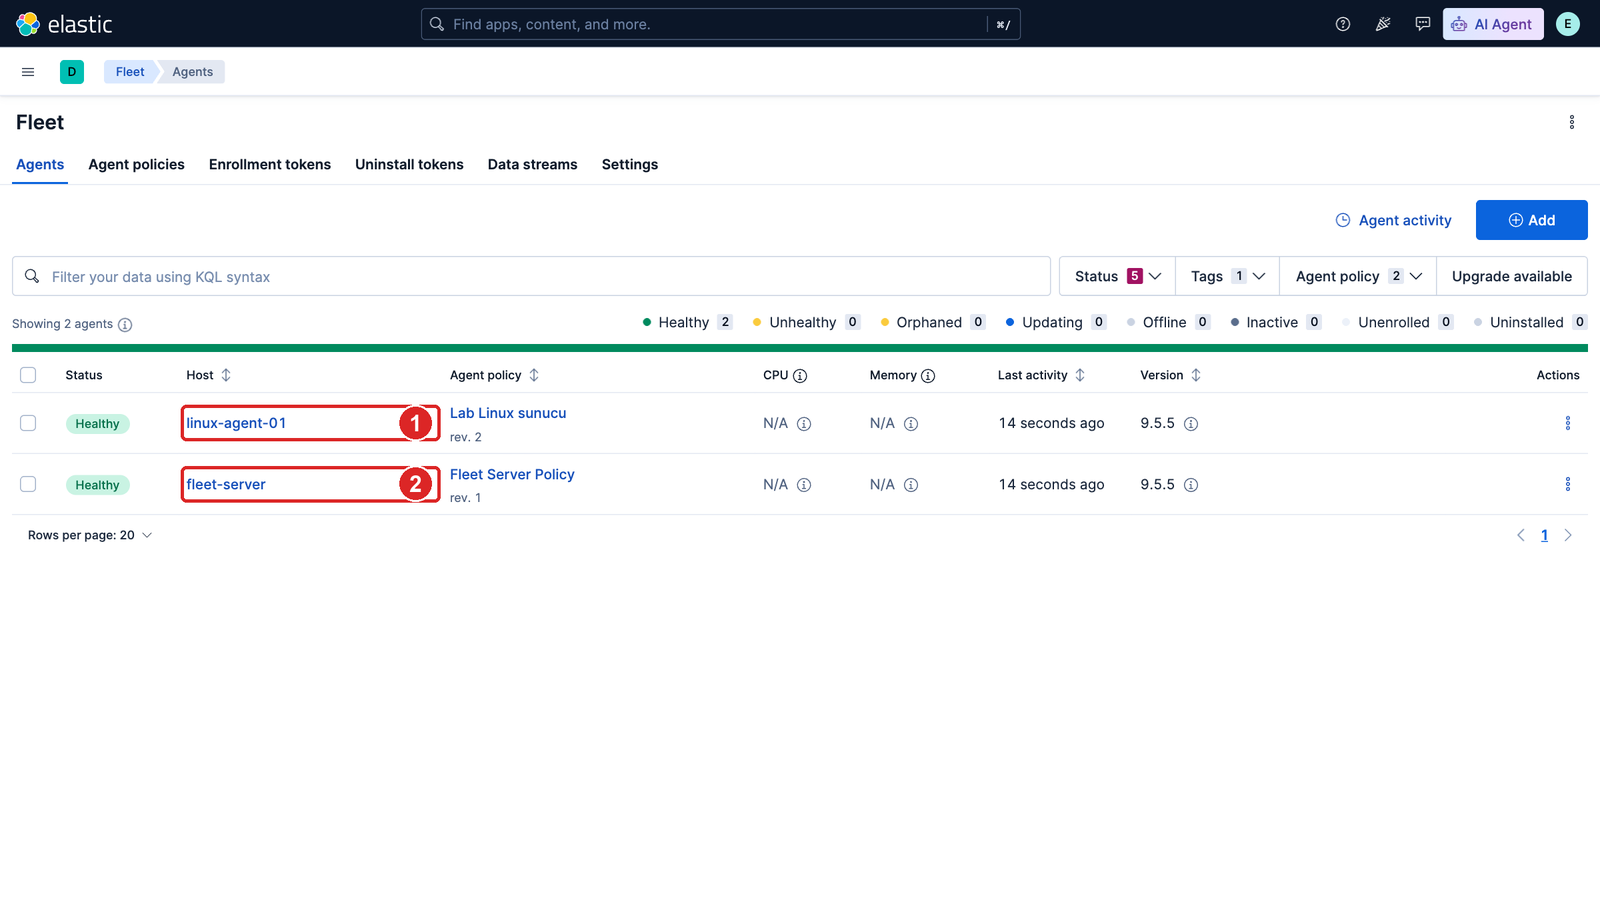 elastic
Find apps, content, and more.
⌘/
AI Agent
E
D
Fleet
Agents
Fleet
Agents
Agent policies
Enrollment tokens
Uninstall tokens
Data streams
Settings
Agent activity
Add
Filter your data using KQL syntax
Status 5
Tags 1
Agent policy 2
Upgrade available
Showing 2 agents
Healthy 2
Unhealthy 0
Orphaned 0
Updating 0
Offline 0
Inactive 0
Unenrolled 0
Uninstalled 0
Status Host Agent policy CPU Memory Last activity Version Actions
Healthy linux-agent-01 1 Lab Linux sunucu N/A N/A 14 seconds ago 9.5.5
rev. 2
Healthy fleet-server 2 Fleet Server Policy N/A N/A 14 seconds ago 9.5.5
rev. 1
Rows per page: 20
1